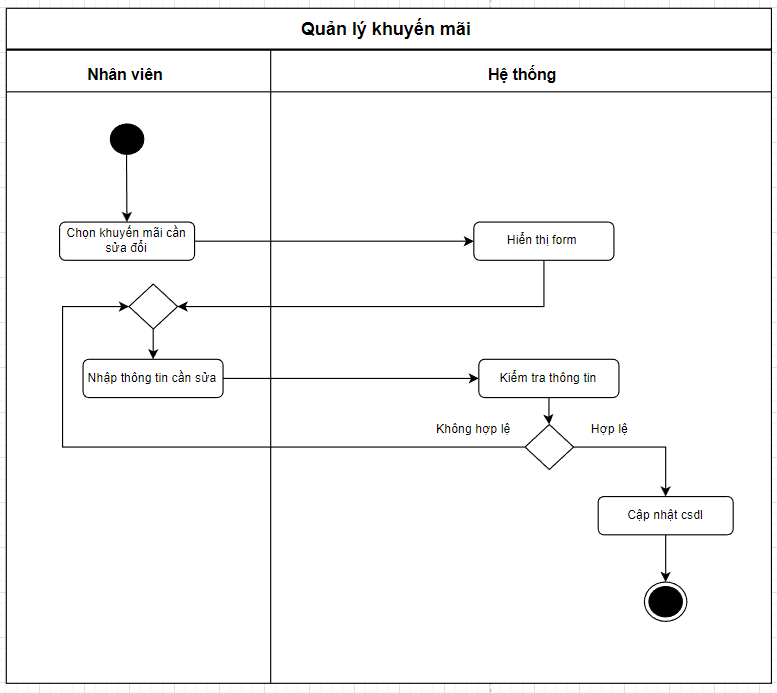 Quản lý khuyến mãi
Nhân viên
Hệ thống
Chọn khuyến mãi cần
sửa đổi
Hiển thị form
Nhập thông tin cần sửa
Kiểm tra thông tin
Không hợp lệ
Hợp lệ
Cập nhật csdl